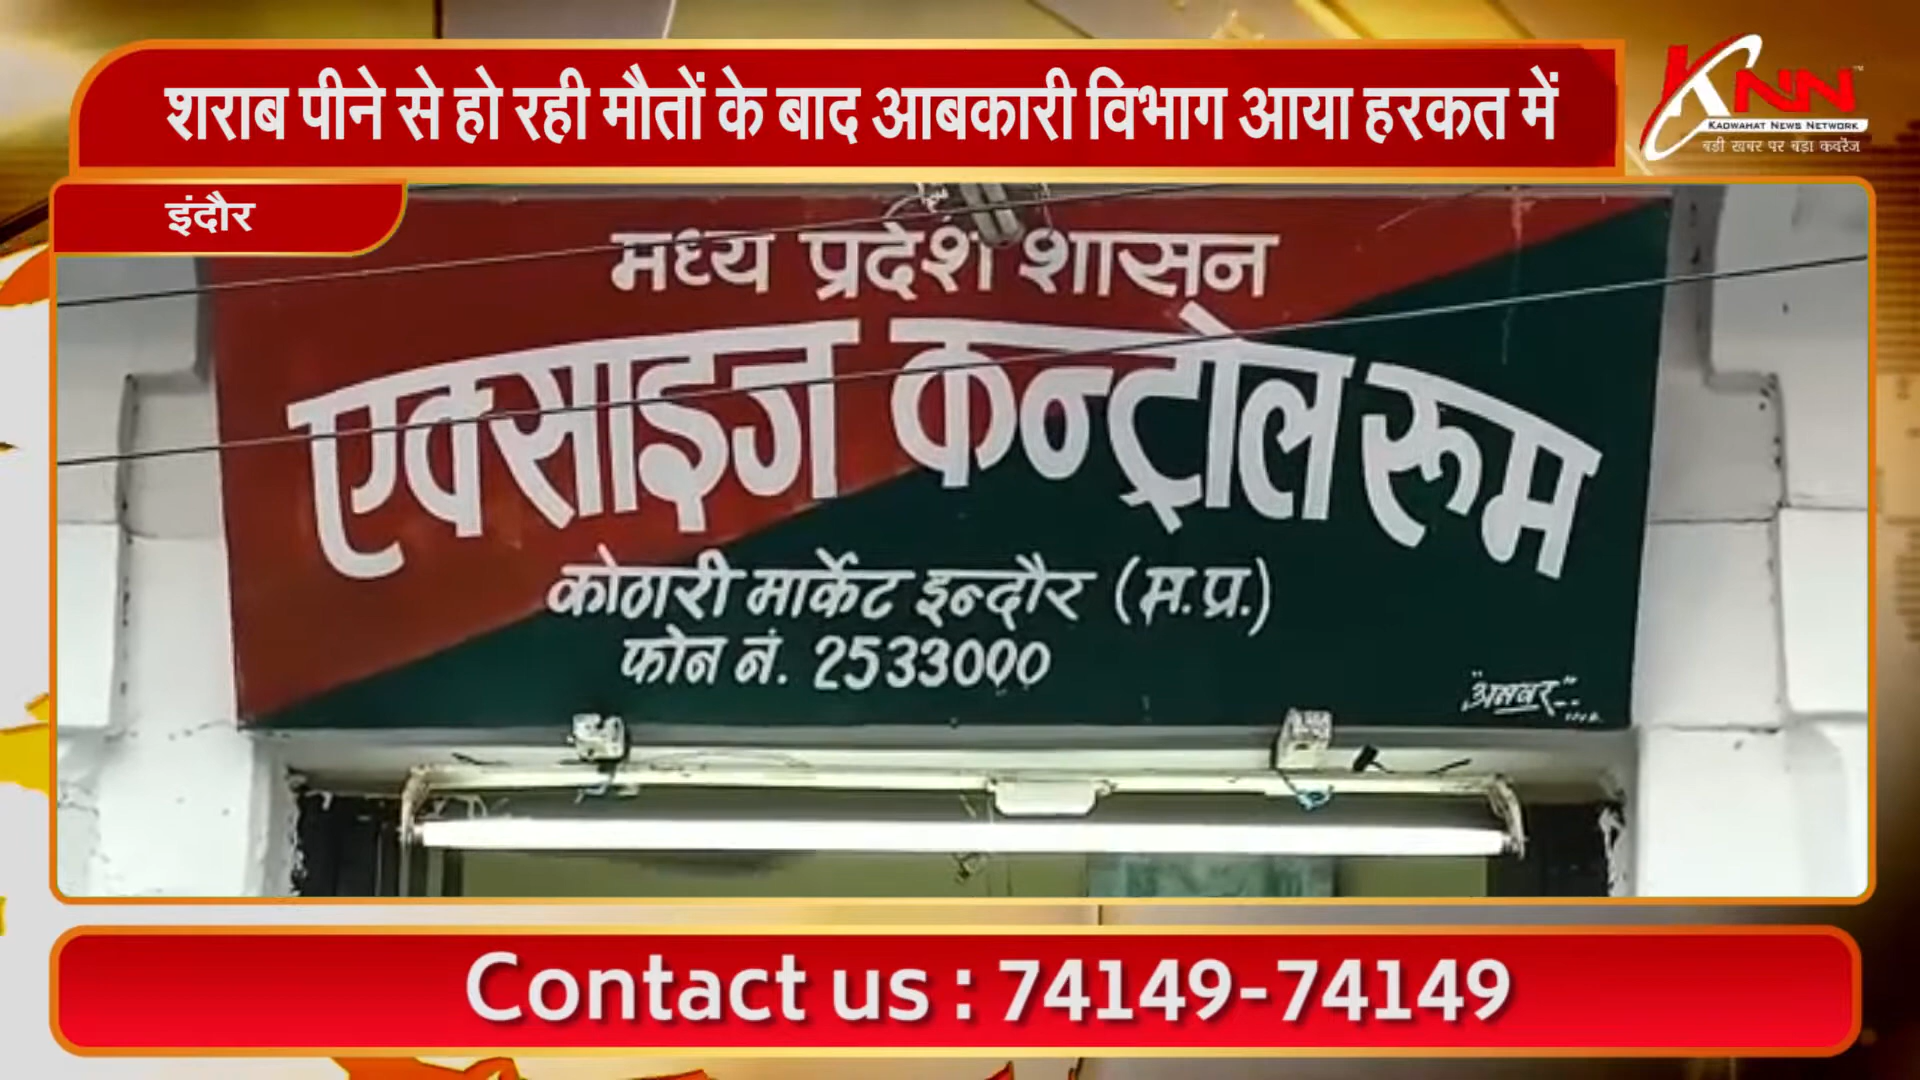 शराब पीने से हो रही मौतों के बाद आबकारी विभाग आया हरकत में
KNN
KADWAHAT NEWS NETWORK
बड़ी खबर पर बड़ा कवरेज
इंदौर
मध्य प्रदेश शासन
एक्साइज कन्ट्रोल रूम
कोठारी मार्केट इन्दौर (म.प्र.)
फोन नं. 2533000
"अनवर"
Contact us : 74149-74149